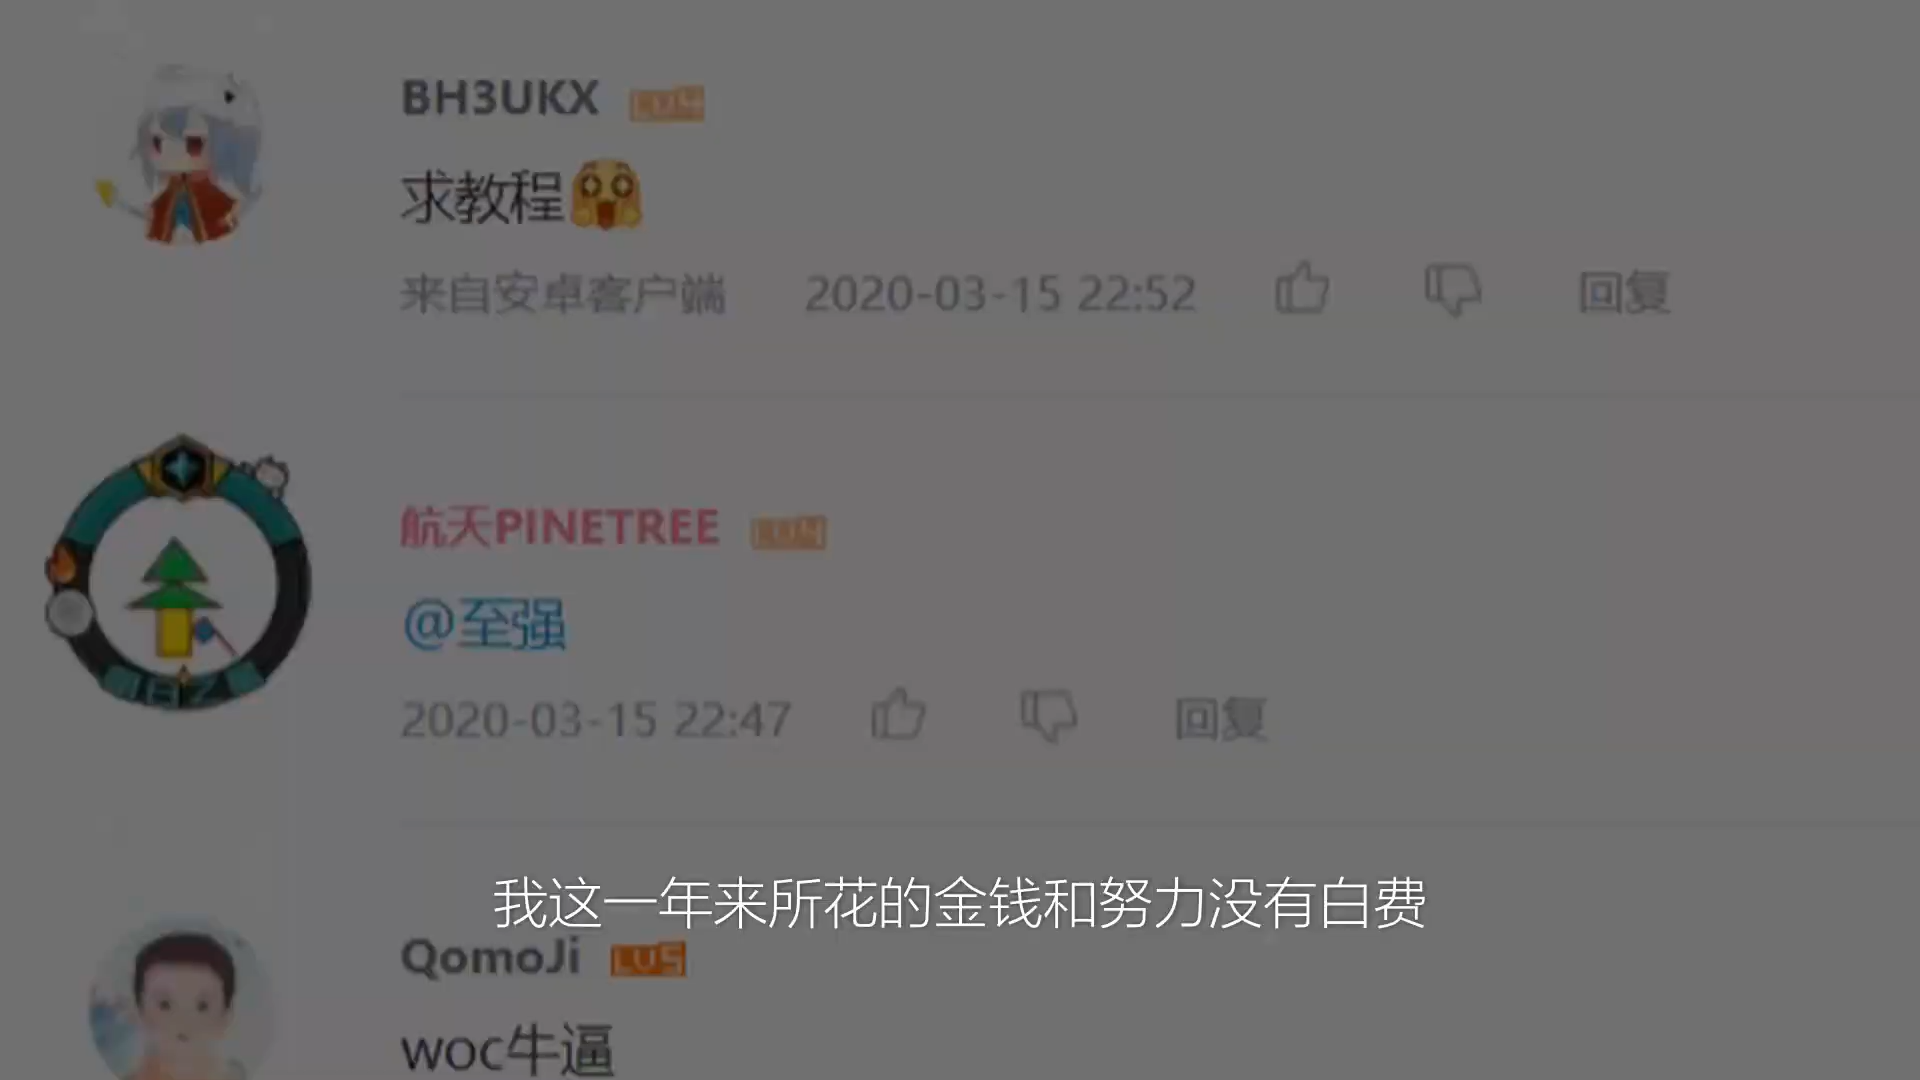 BH3UKX LV4
求教程
来自安卓客户端 2020-03-15 22:52 回复
航天PINETREE LV4
@至强
2020-03-15 22:47 回复
我这一年来所花的金钱和努力没有白费
QomoJi LV5
woc牛逼